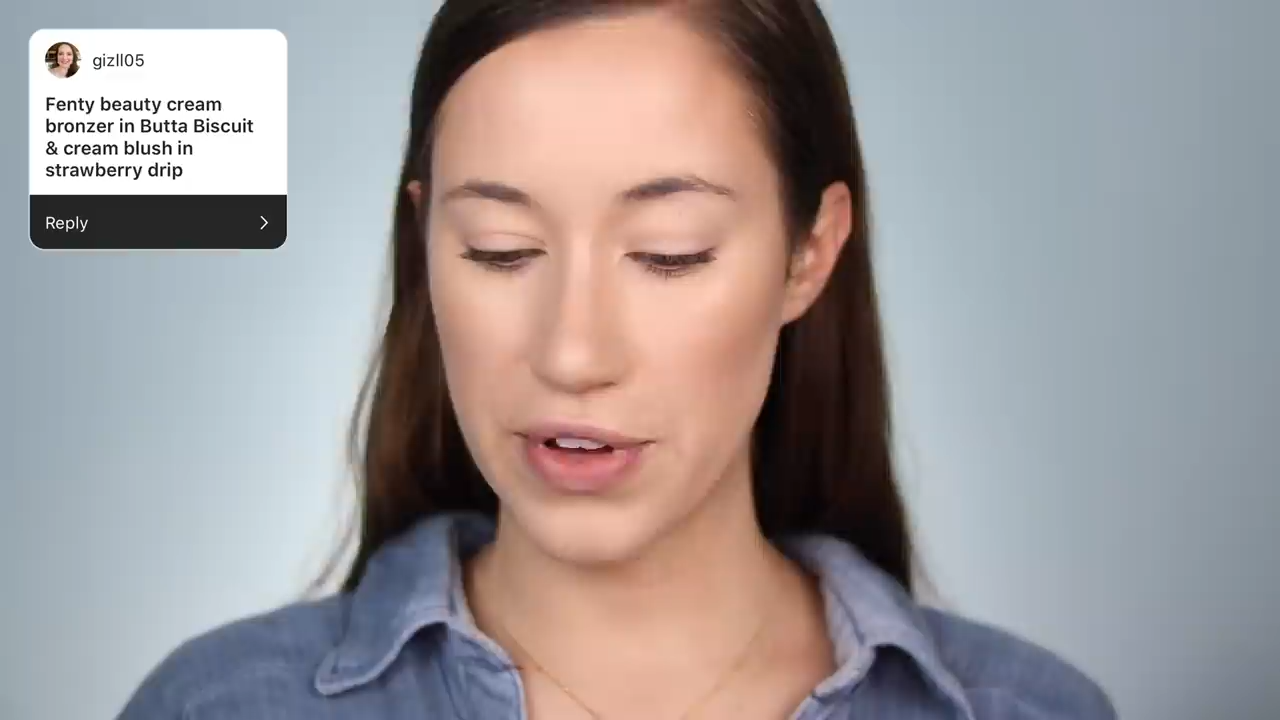 gizll05
Fenty beauty cream
bronzer in Butta Biscuit
& cream blush in
strawberry drip
Reply